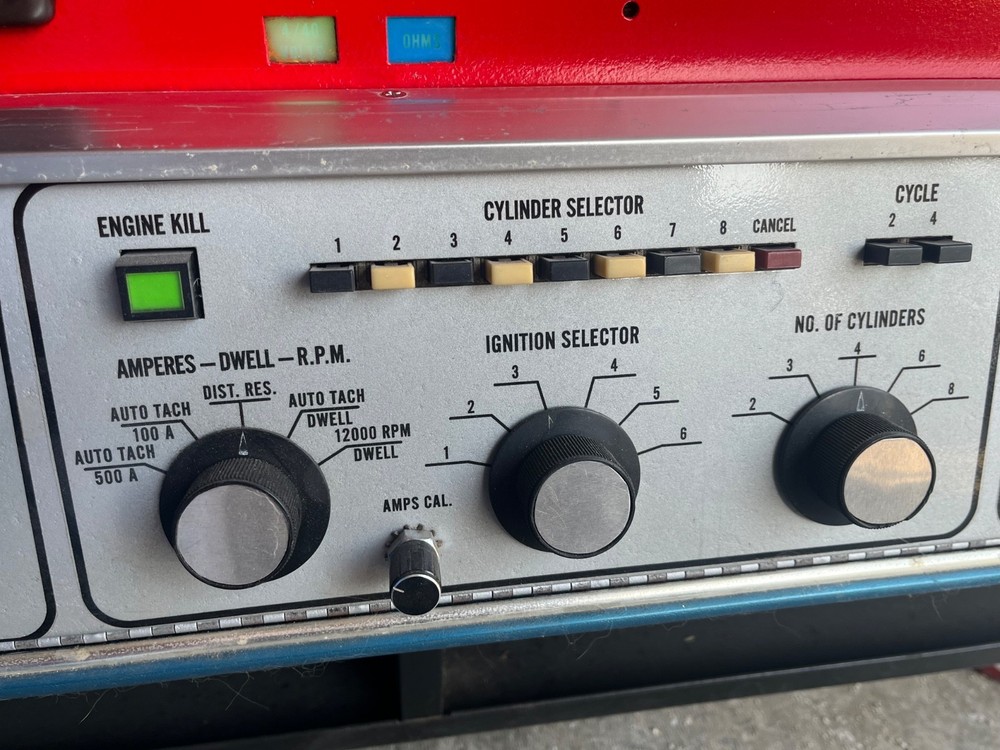 OHMS
ENGINE KILL
CYLINDER SELECTOR
1 2 3 4 5 6 7 8 CANCEL
CYCLE
2 4
AMPERES – DWELL – R.P.M.
AUTO TACH
500 A
AUTO TACH
100 A
DIST. RES.
AUTO TACH
DWELL
12000 RPM
DWELL
AMPS CAL.
IGNITION SELECTOR
1 2 3 4 5 6
NO. OF CYLINDERS
2 3 4 6 8